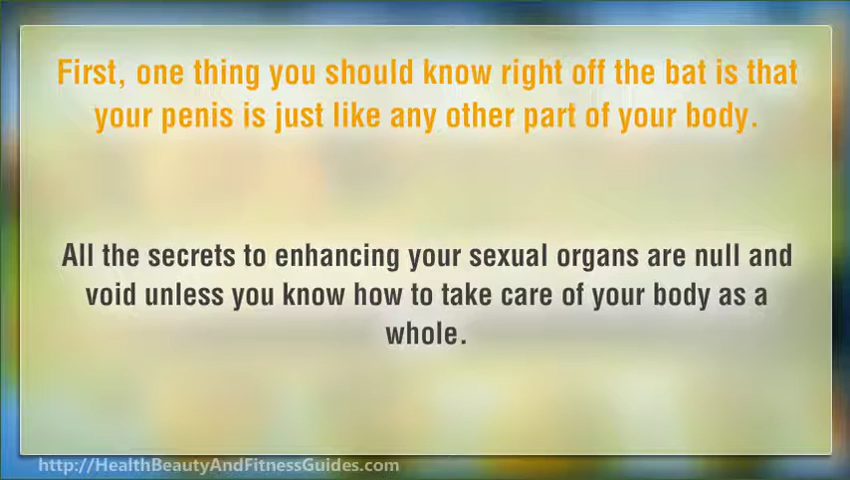 First, one thing you should know right off the bat is that
your penis is just like any other part of your body.
All the secrets to enhancing your sexual organs are null and
void unless you know how to take care of your body as a
whole.
http://HealthBeautyAndFitnessGuides.com